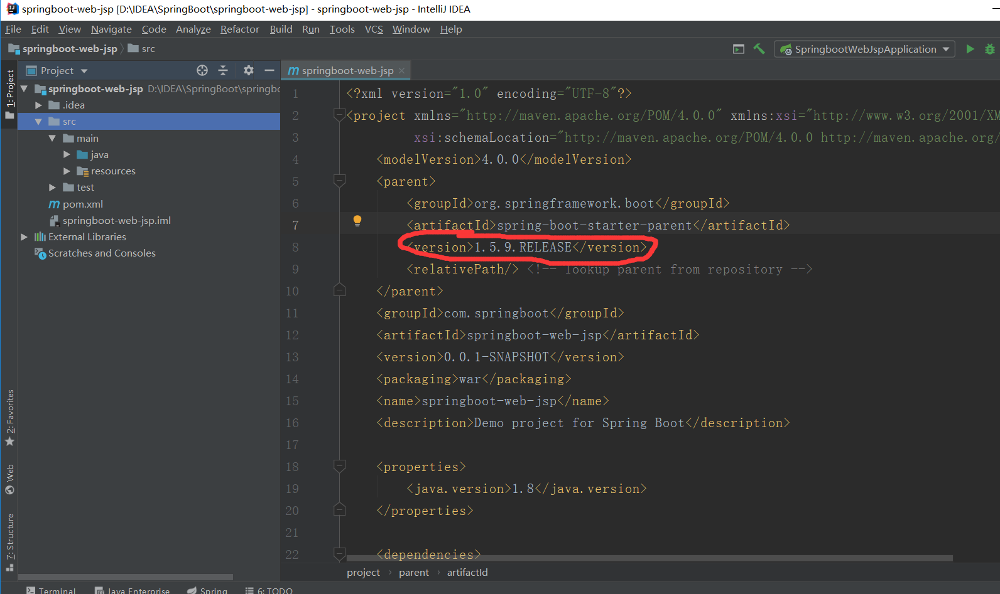 springboot-web-jsp [D:\IDEA\SpringBoot\springboot-web-jsp] - springboot-web-jsp - IntelliJ IDEA
File Edit View Navigate Code Analyze Refactor Build Run Tools VCS Window Help
springboot-web-jsp src
SpringbootWebJspApplication
Project
springboot-web-jsp
1: Project
springboot-web-jsp D:\IDEA\SpringBoot\springbo
.idea
src
main
java
resources
test
pom.xml
springboot-web-jsp.iml
External Libraries
Scratches and Consoles
2: Favorites
Web
7: Structure
1 <?xml version="1.0" encoding="UTF-8"?>
2 <project xmlns="http://maven.apache.org/POM/4.0.0" xmlns:xsi="http://www.w3.org/2001/XM
3 xsi:schemaLocation="http://maven.apache.org/POM/4.0.0 http://maven.apache.org/
4 <modelVersion>4.0.0</modelVersion>
5 <parent>
6 <groupId>org.springframework.boot</groupId>
7 <artifactId>spring-boot-starter-parent</artifactId>
8 <version>1.5.9.RELEASE</version>
9 <relativePath/> <!-- lookup parent from repository -->
10 </parent>
11 <groupId>com.springboot</groupId>
12 <artifactId>springboot-web-jsp</artifactId>
13 <version>0.0.1-SNAPSHOT</version>
14 <packaging>war</packaging>
15 <name>springboot-web-jsp</name>
16 <description>Demo project for Spring Boot</description>
17
18 <properties>
19 <java.version>1.8</java.version>
20 </properties>
21
22 <dependencies>
project › parent › artifactId
Terminal Java Enterprise Spring 6: TODO